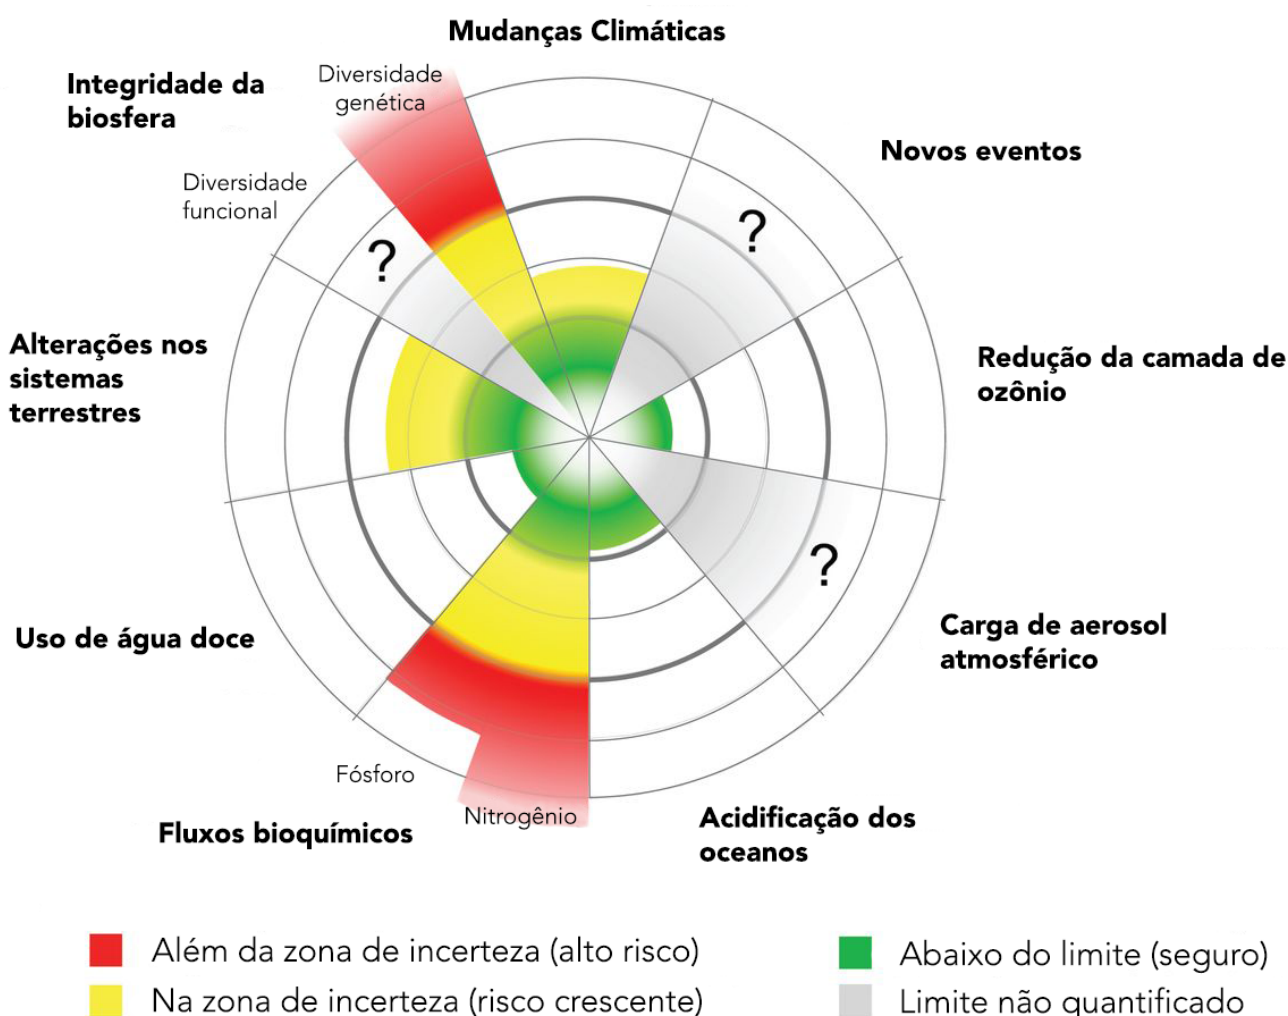 Mudanças Climáticas
Integridade da
biosfera
Diversidade
genética
Novos eventos
Diversidade
funcional
?
?
Alterações nos
sistemas
terrestres
Redução da camada de
ozônio
?
Uso de água doce
Carga de aerosol
atmosférico
Fósforo
Nitrogênio
Fluxos bioquímicos
Acidificação dos
oceanos
Além da zona de incerteza (alto risco)
Na zona de incerteza (risco crescente)
Abaixo do limite (seguro)
Limite não quantificado